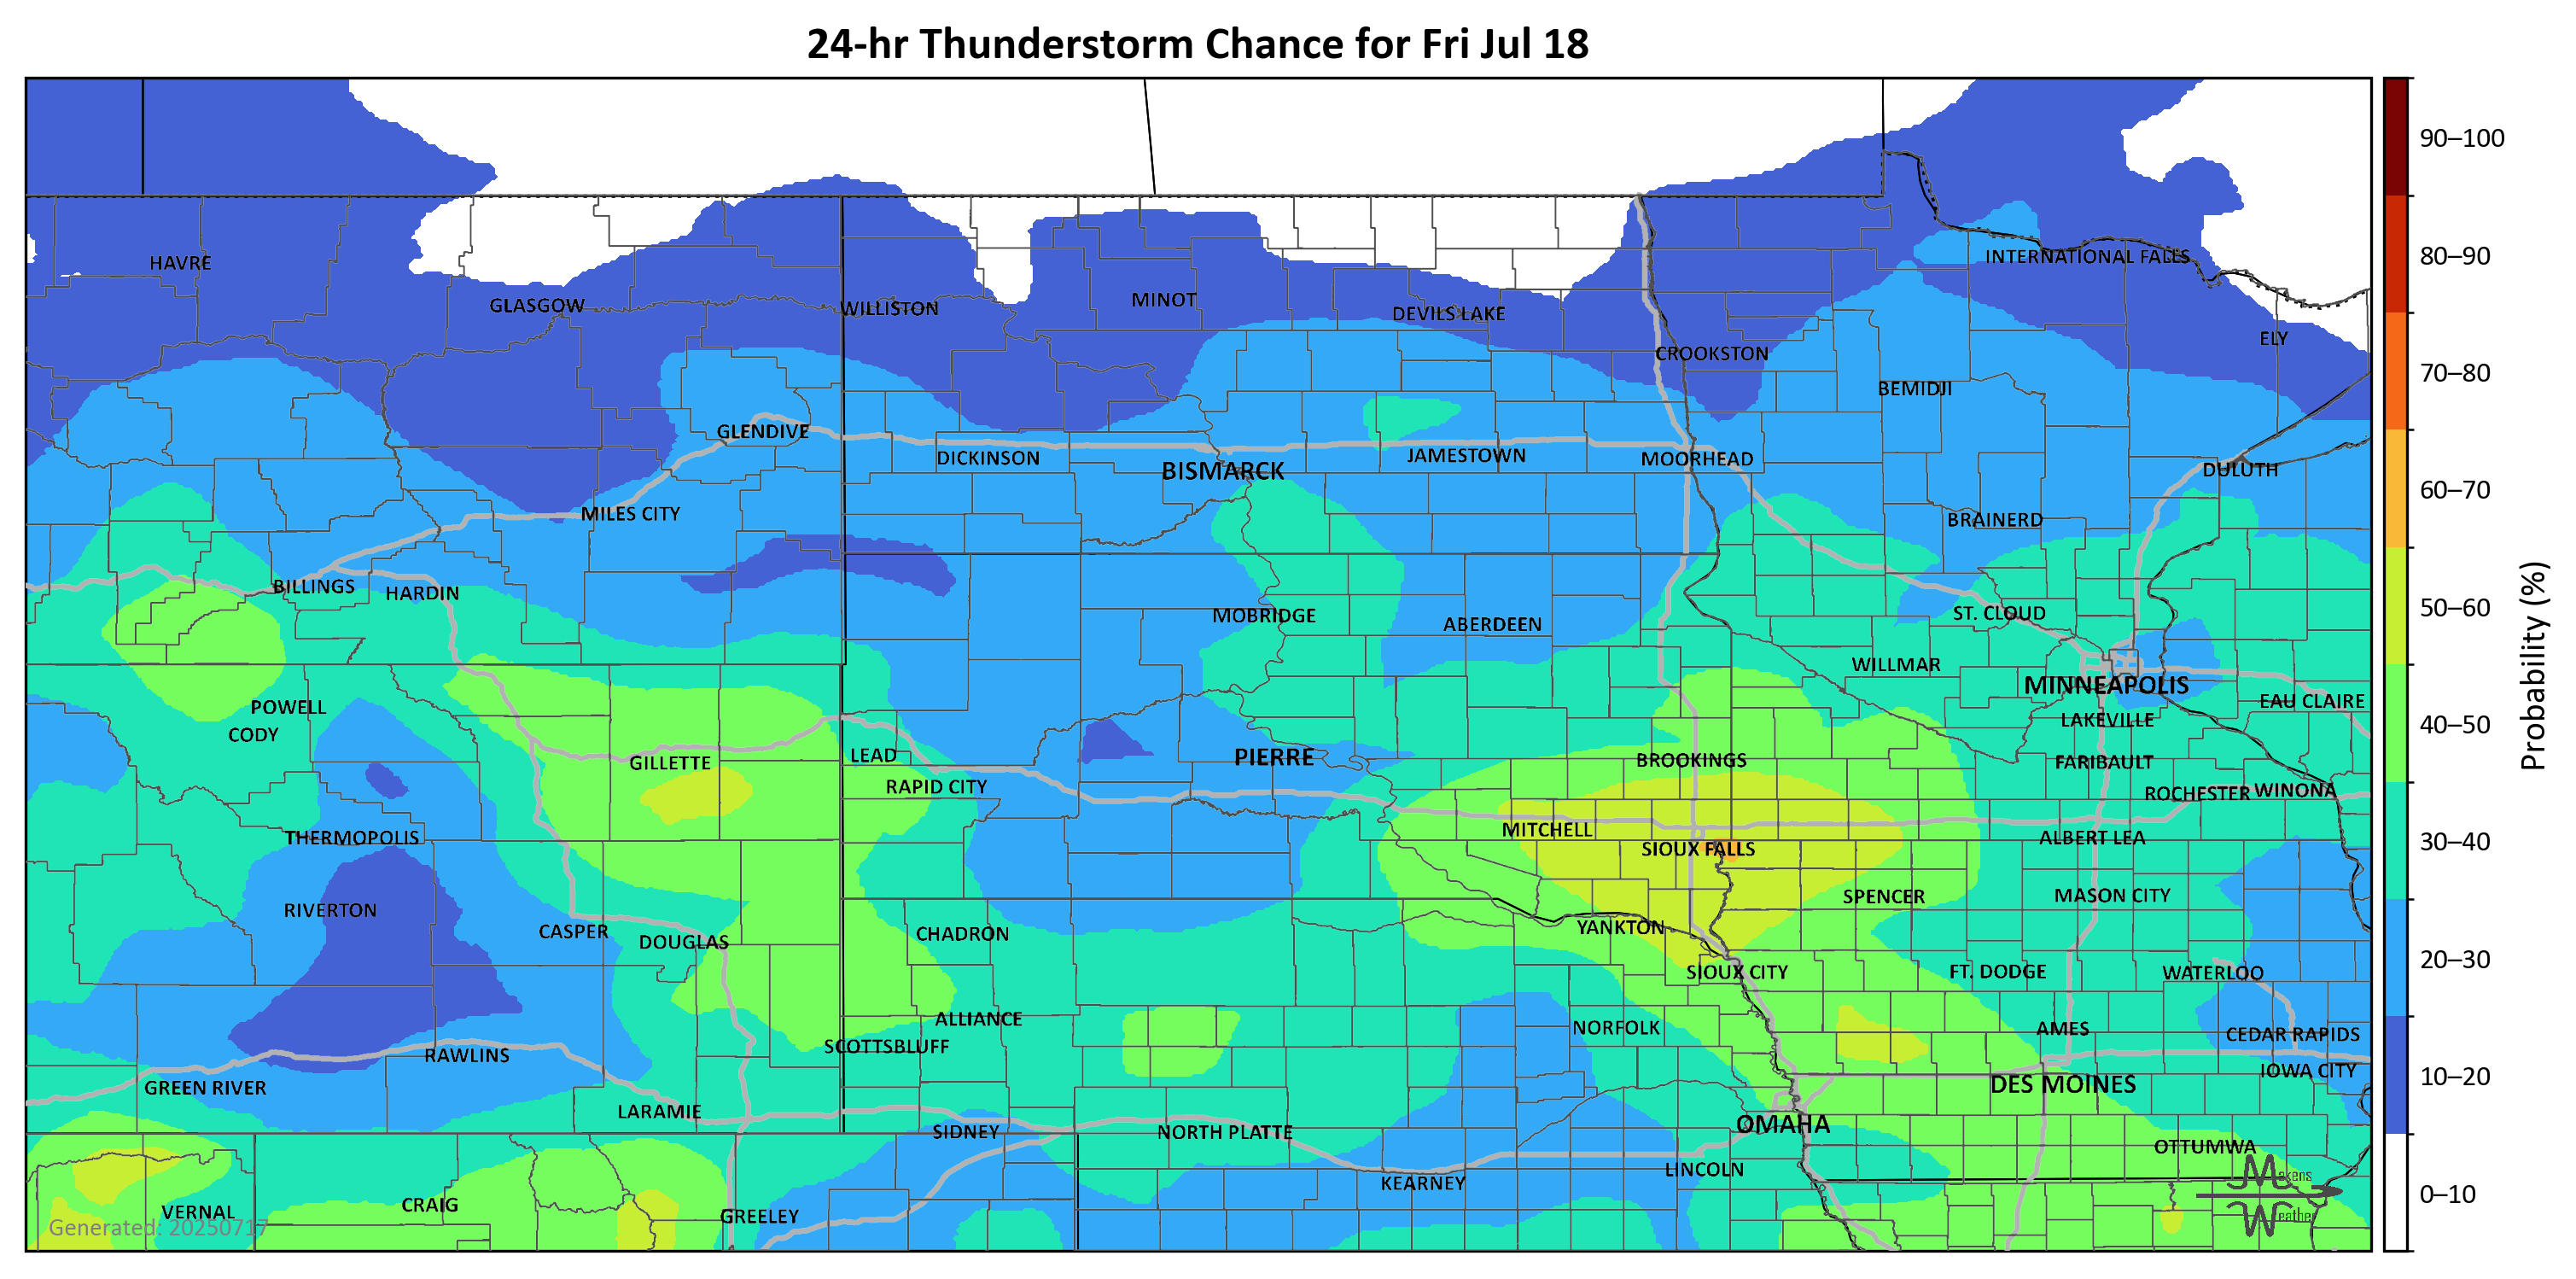 24-hr Thunderstorm Chance for Fri Jul 18
90–100
80–90
70–80
60–70
50–60
40–50
30–40
20–30
10–20
0–10
Probability (%)
HAVRE
INTERNATIONAL FALLS
GLASGOW
WILLISTON
MINOT
DEVILS LAKE
ELY
CROOKSTON
BEMIDJI
GLENDIVE
DICKINSON
BISMARCK
JAMESTOWN
MOORHEAD
DULUTH
MILES CITY
BRAINERD
BILLINGS
HARDIN
MOBRIDGE
ABERDEEN
ST. CLOUD
WILLMAR
MINNEAPOLIS
POWELL
EAU CLAIRE
CODY
LAKEVILLE
GILLETTE
LEAD
PIERRE
BROOKINGS
FARIBAULT
RAPID CITY
ROCHESTER
WINONA
THERMOPOLIS
MITCHELL
ALBERT LEA
SIOUX FALLS
RIVERTON
SPENCER
MASON CITY
CASPER
DOUGLAS
CHADRON
YANKTON
SIOUX CITY
FT. DODGE
WATERLOO
ALLIANCE
NORFOLK
AMES
CEDAR RAPIDS
SCOTTSBLUFF
RAWLINS
GREEN RIVER
DES MOINES
IOWA CITY
LARAMIE
SIDNEY
NORTH PLATTE
OMAHA
OTTUMWA
LINCOLN
KEARNEY
VERNAL
CRAIG
GREELEY
Makens
Weather
Generated: 20250717